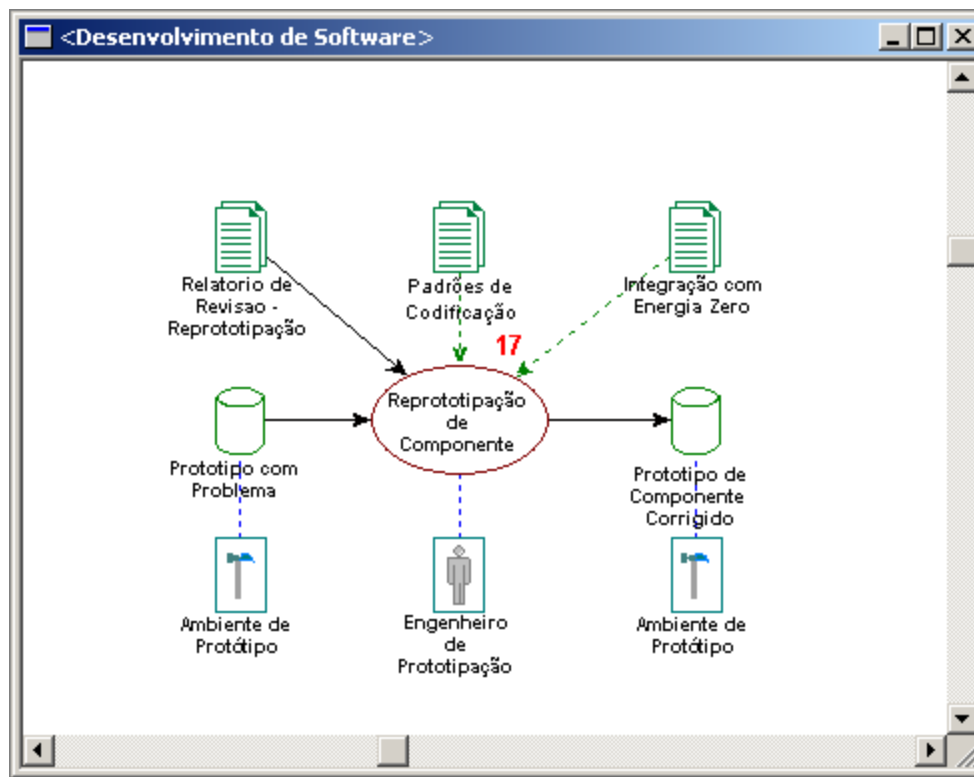 <Desenvolvimento de Software>
Relatorio de
Revisao -
Reprototipação
Padrões de
Codificação
Integração com
Energia Zero
17
Reprototipação
de
Componente
Prototipo com
Problema
Prototipo de
Componente
Corrigido
Ambiente de
Protótipo
Engenheiro
de
Prototipação
Ambiente de
Protótipo